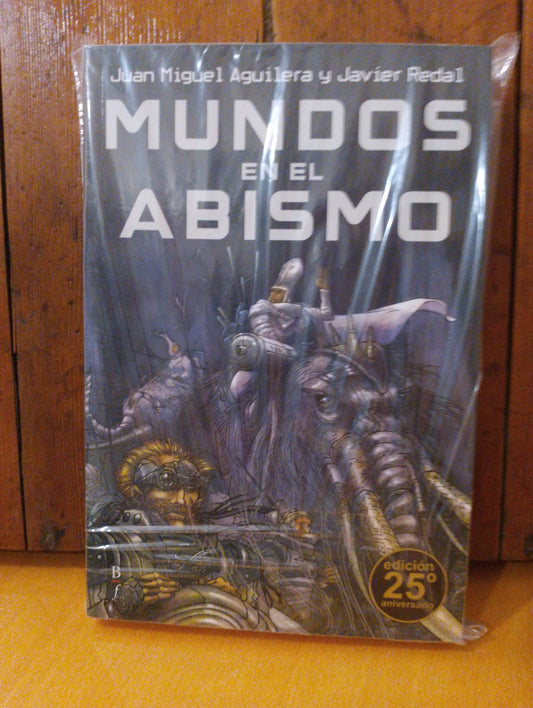 Juan Miguel Aguilera y Javier Redal
MUNDOS
EN EL
ABISMO
B
f
edición
25º
aniversario